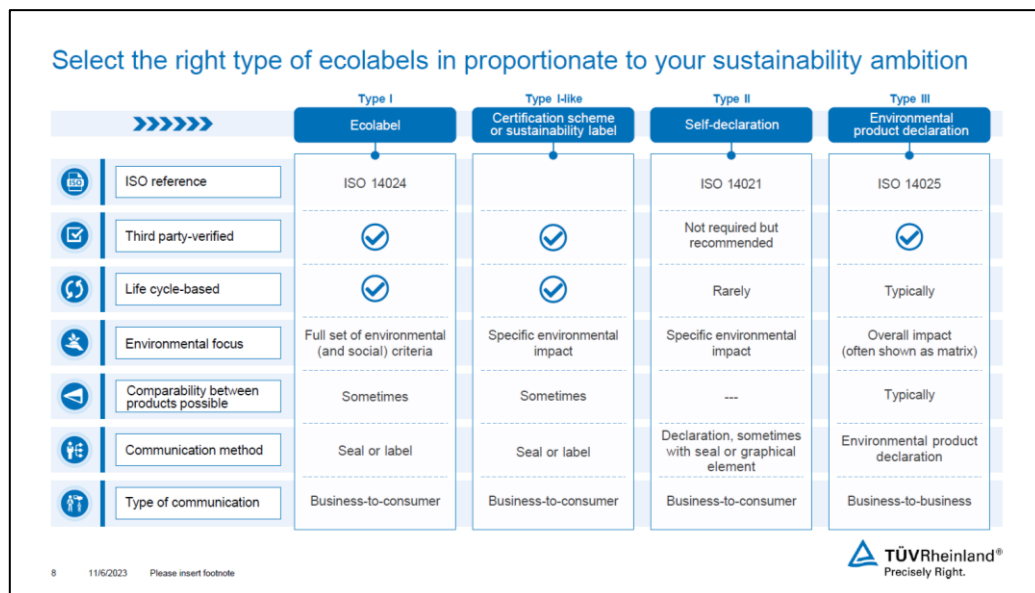 Select the right type of ecolabels in proportionate to your sustainability ambition
Type I
Type I-like
Type II
Type III
Ecolabel
Certification scheme
or sustainability label
Self-declaration
Environmental
product declaration
ISO
ISO reference
ISO 14024
ISO 14021
ISO 14025
Third party-verified
Not required but
recommended
Life cycle-based
Rarely
Typically
Environmental focus
Full set of environmental
(and social) criteria
Specific environmental
impact
Specific environmental
impact
Overall impact
(often shown as matrix)
Comparability between
products possible
Sometimes
Sometimes
---
Typically
Communication method
Seal or label
Seal or label
Declaration, sometimes
with seal or graphical
element
Environmental product
declaration
Type of communication
Business-to-consumer
Business-to-consumer
Business-to-consumer
Business-to-business
8 11/6/2023 Please insert footnote
TÜVRheinland®
Precisely Right.